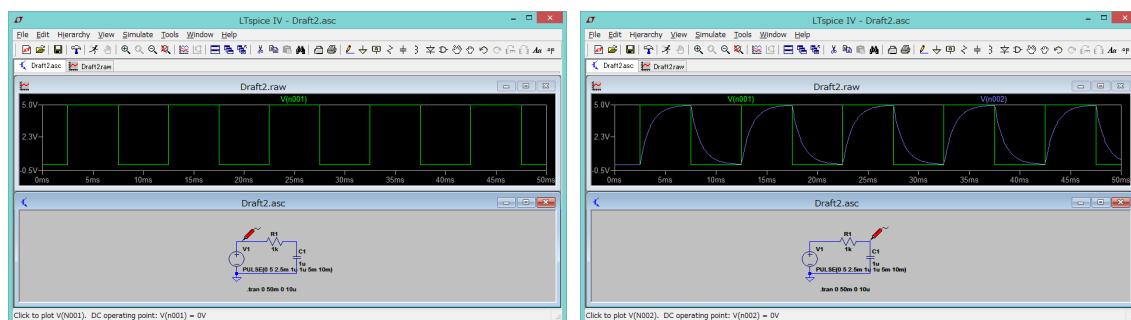 LTspice IV - Draft2.asc
File Edit Hierarchy View Simulate Tools Window Help
Draft2.asc Draft2.raw
Draft2.raw
V(n001)
5.0V
2.3V
-0.5V
0ms 5ms 10ms 15ms 20ms 25ms 30ms 35ms 40ms 45ms 50ms
Draft2.asc
R1
1k
V1
C1
1u
PULSE(0 5 2.5m 1u 1u 5m 10m)
.tran 0 50m 0 10u
Click to plot V(N001). DC operating point: V(n001) = 0V
LTspice IV - Draft2.asc
File Edit Hierarchy View Simulate Tools Window Help
Draft2.asc Draft2.raw
Draft2.raw
V(n001) V(n002)
5.0V
2.3V
-0.5V
0ms 5ms 10ms 15ms 20ms 25ms 30ms 35ms 40ms 45ms 50ms
Draft2.asc
R1
1k
V1
C1
1u
PULSE(0 5 2.5m 1u 1u 5m 10m)
.tran 0 50m 0 10u
Click to plot V(N002). DC operating point: V(n002) = 0V